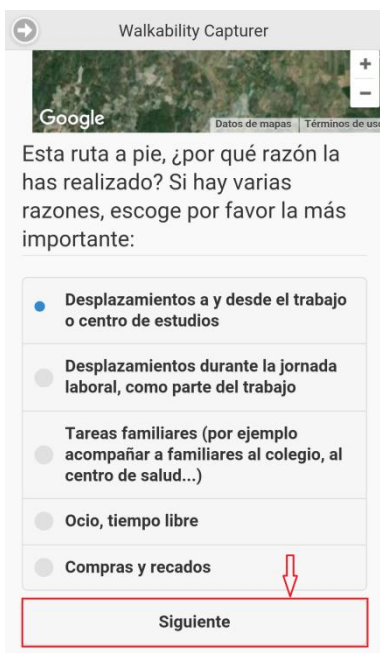 Walkability Capturer
+
−
Google
Datos de mapas
Términos de uso
Esta ruta a pie, ¿por qué razón la
has realizado? Si hay varias
razones, escoge por favor la más
importante:
Desplazamientos a y desde el trabajo
o centro de estudios
Desplazamientos durante la jornada
laboral, como parte del trabajo
Tareas familiares (por ejemplo
acompañar a familiares al colegio, al
centro de salud...)
Ocio, tiempo libre
Compras y recados
Siguiente